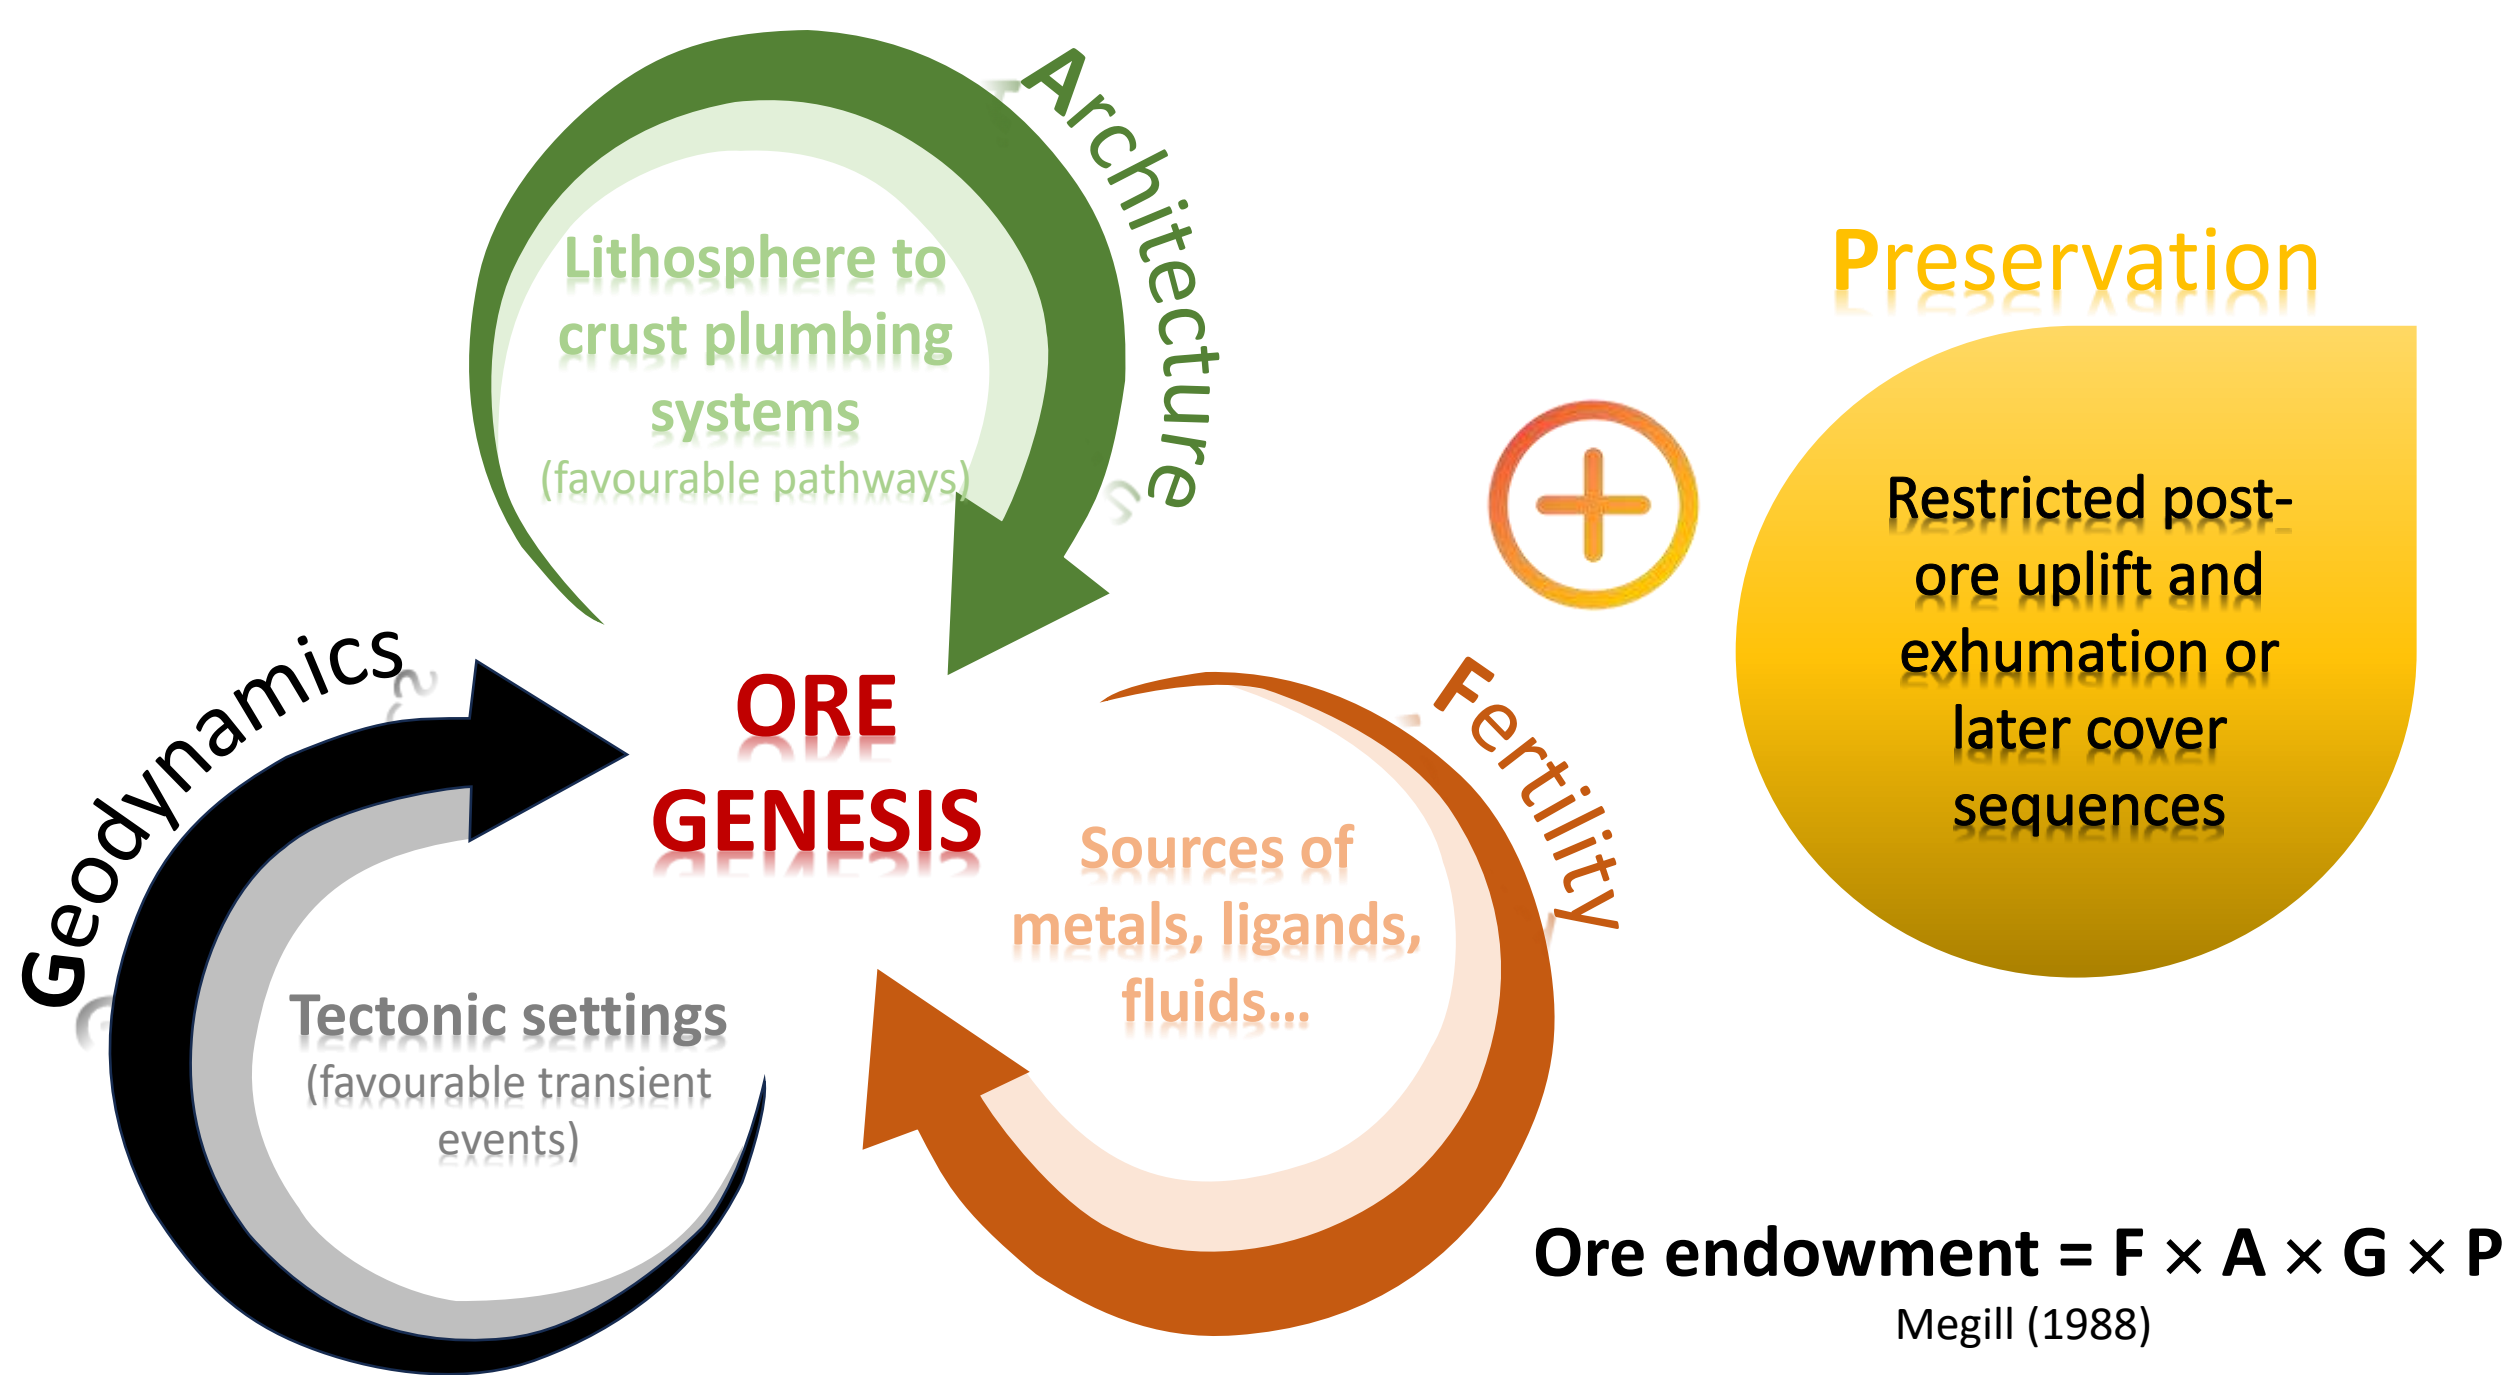 Architecture
Lithosphere to
crust plumbing
systems
(favourable pathways)
Geodynamics
Tectonic settings
(favourable transient
events)
ORE
GENESIS
Fertility
Sources of
metals, ligands,
fluids...
Preservation
Restricted post-
ore uplift and
exhumation or
later cover
sequences
Ore endowment = F × A × G × P
Megill (1988)